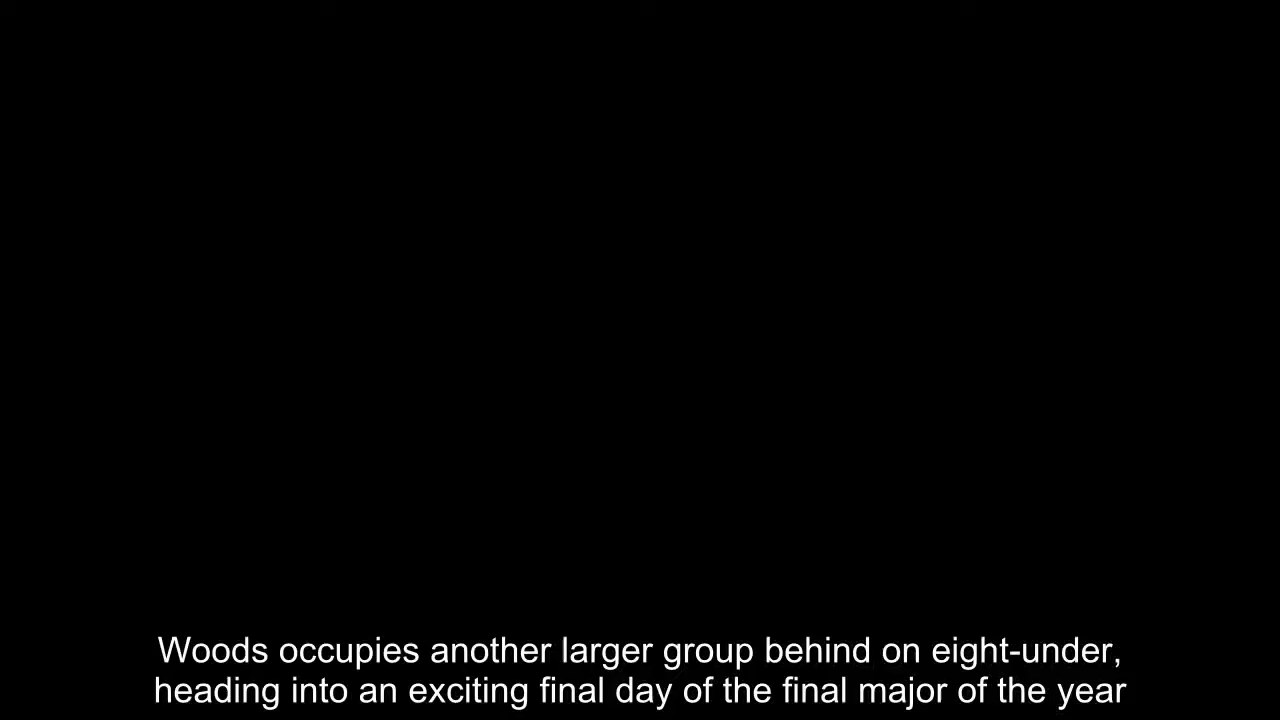 Woods occupies another larger group behind on eight-under,
heading into an exciting final day of the final major of the year